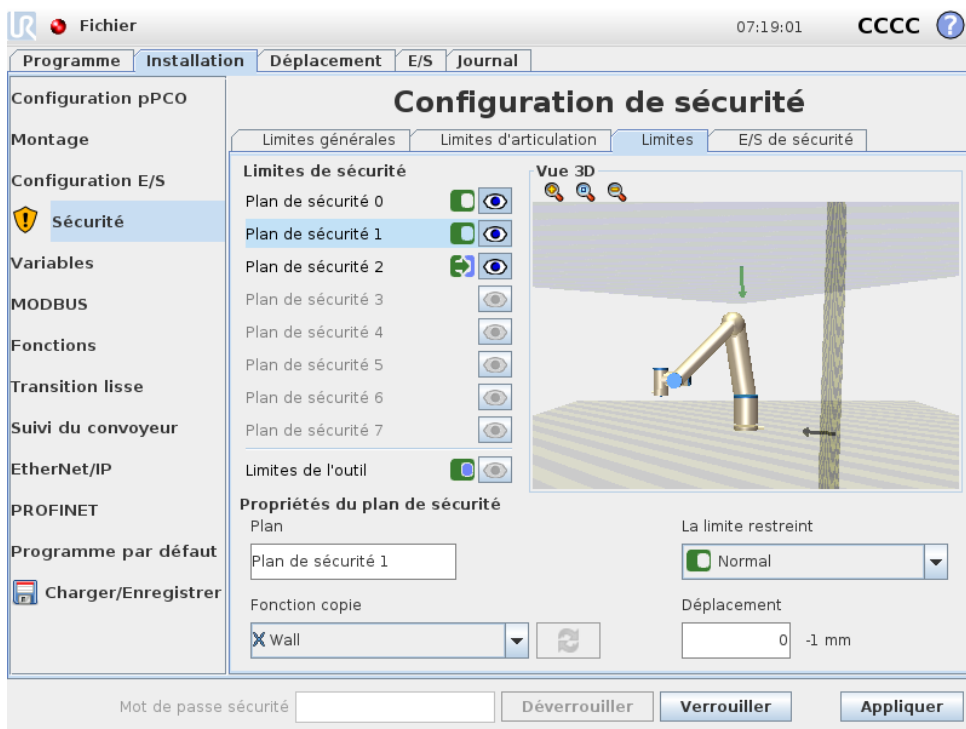 UR Fichier 07:19:01 CCCC ?
Programme Installation Déplacement E/S Journal
Configuration pPCO
Montage
Configuration E/S
Sécurité
Variables
MODBUS
Fonctions
Transition lisse
Suivi du convoyeur
EtherNet/IP
PROFINET
Programme par défaut
Charger/Enregistrer
Configuration de sécurité
Limites générales Limites d'articulation Limites E/S de sécurité
Limites de sécurité
Plan de sécurité 0
Plan de sécurité 1
Plan de sécurité 2
Plan de sécurité 3
Plan de sécurité 4
Plan de sécurité 5
Plan de sécurité 6
Plan de sécurité 7
Limites de l'outil
Vue 3D
Propriétés du plan de sécurité
Plan
Plan de sécurité 1
La limite restreint
Normal
Fonction copie
Wall
Déplacement
0 -1 mm
Mot de passe sécurité Déverrouiller Verrouiller Appliquer